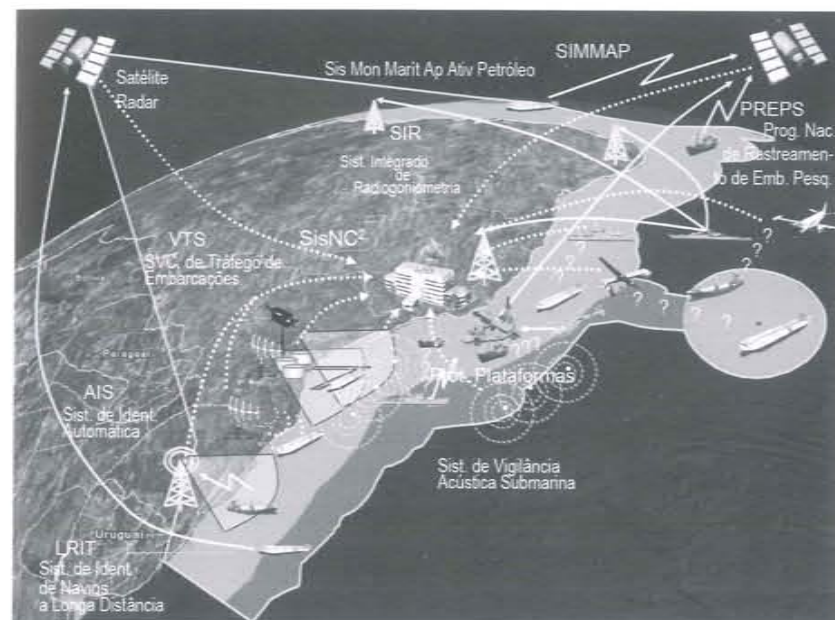 SIMMAP
Satélite
Radar
Sis Mon Marit Ap Ativ Petróleo
SIR
Sist. Integrado
de
Radiogoniometria
PREPS
Prog. Nac.
de Rastreamen-
to de Emb. Pesq.
VTS
SVC. de Tráfego de
Embarcações
SisNC²
? ? ? ? ? ? ? ?
???
Paraguai
Plataformas
AIS
Sist. de Ident.
Automática
Sist. de Vigilância
Acústica Submarina
Uruguai
LRIT
Sist. de Ident.
de Navios
a Longa Distância